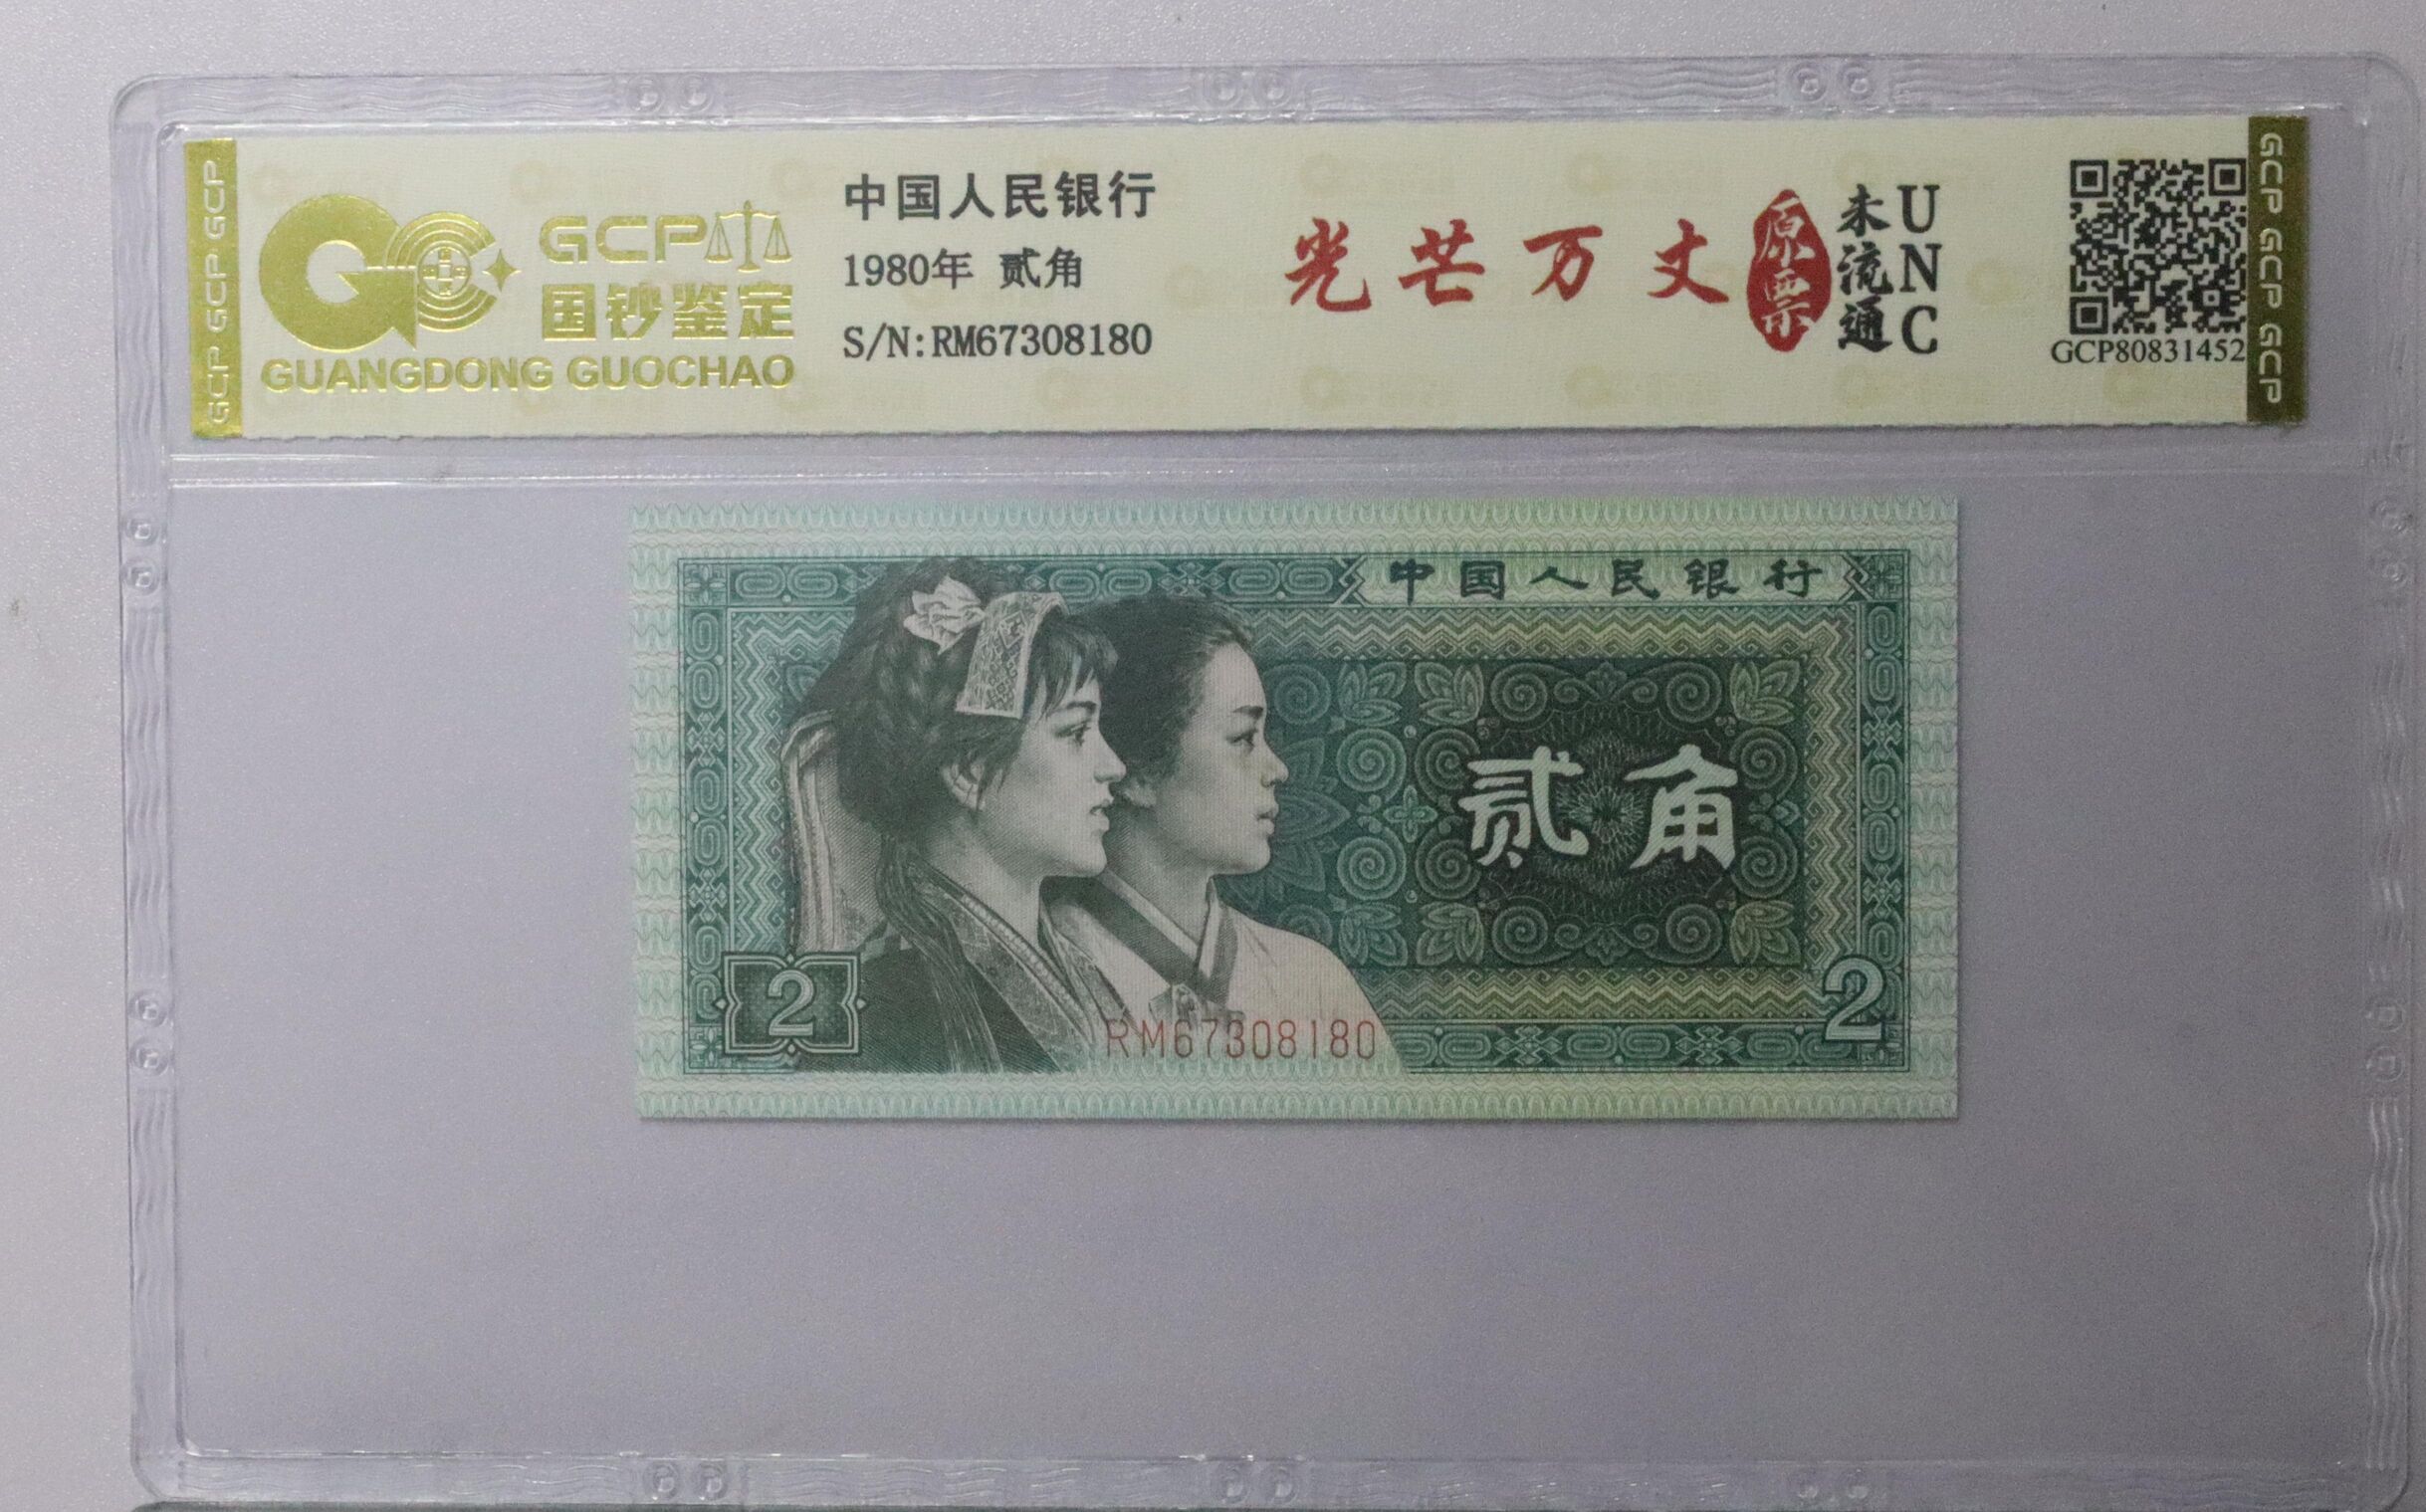 GCP GCP GCP
GCP
国钞鉴定
GUANGDONG GUOCHAO
中国人民银行
1980年 贰角
S/N:RM67308180
光芒万丈
原票
未流通
UNC
GCP80831452
GCP GCP GCP
中国人民银行
贰角
2
2
RM67308180